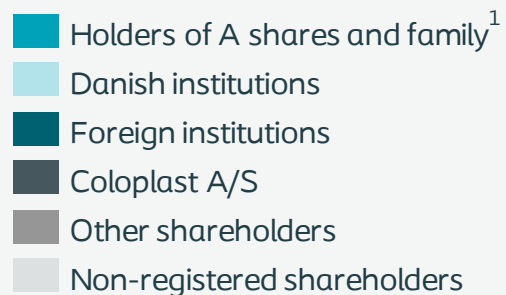 Holders of A shares and family¹
Danish institutions
Foreign institutions
Coloplast A/S
Other shareholders
Non-registered shareholders